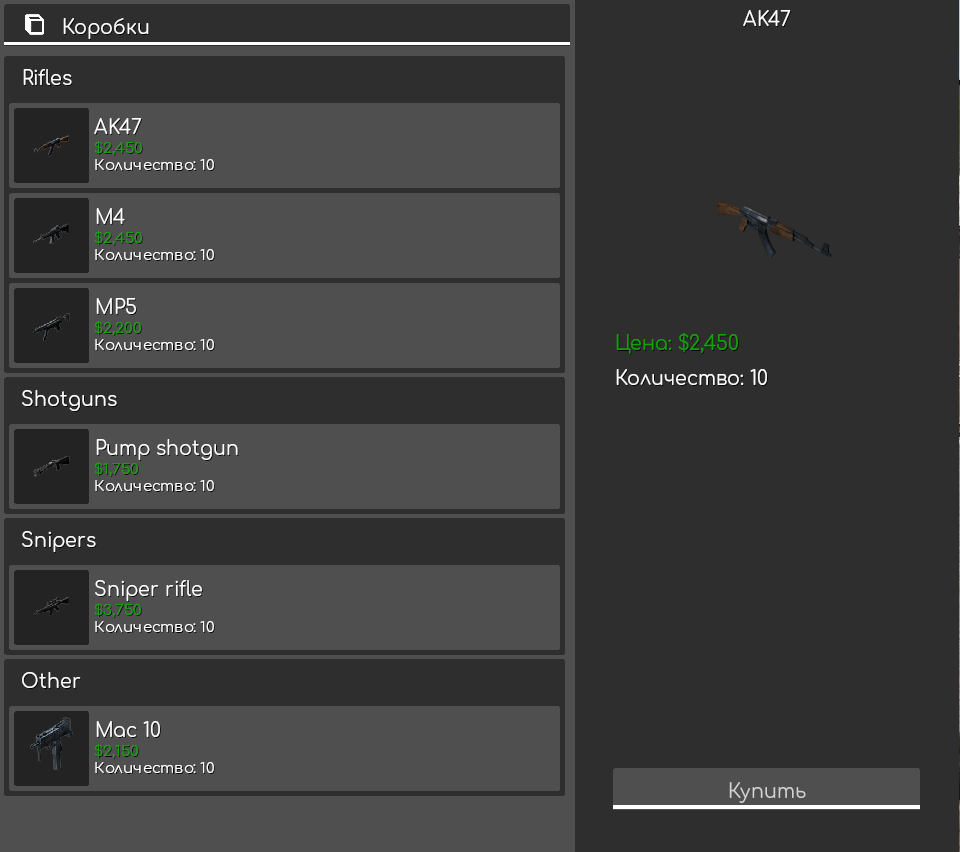 Коробки
Rifles
AK47
$2,450
Количество: 10
M4
$2,450
Количество: 10
MP5
$2,200
Количество: 10
Shotguns
Pump shotgun
$1,750
Количество: 10
Snipers
Sniper rifle
$3,750
Количество: 10
Other
Mac 10
$2,150
Количество: 10
AK47
Цена: $2,450
Количество: 10
Купить